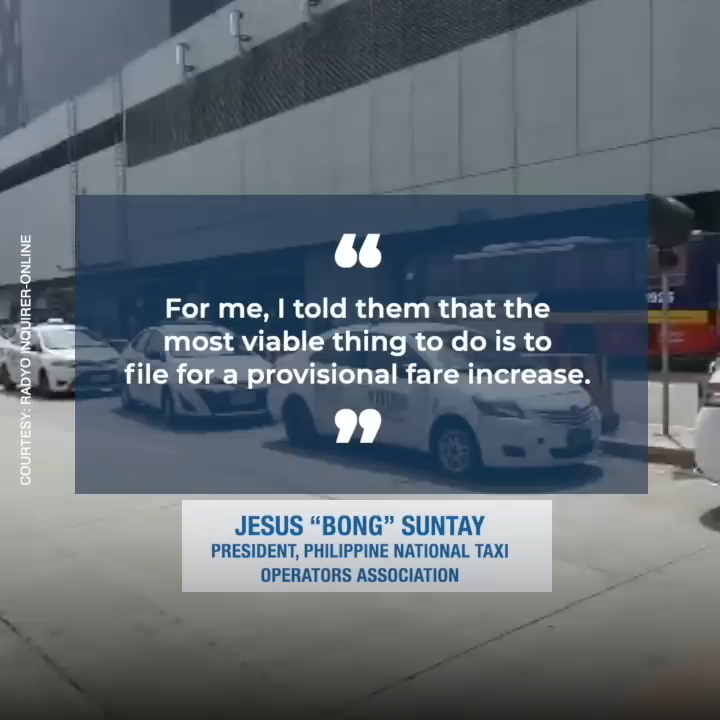 “
For me, I told them that the
most viable thing to do is to
file for a provisional fare increase.
”
JESUS “BONG” SUNTAY
PRESIDENT, PHILIPPINE NATIONAL TAXI
OPERATORS ASSOCIATION
COURTESY: RADYO INQUIRER-ONLINE